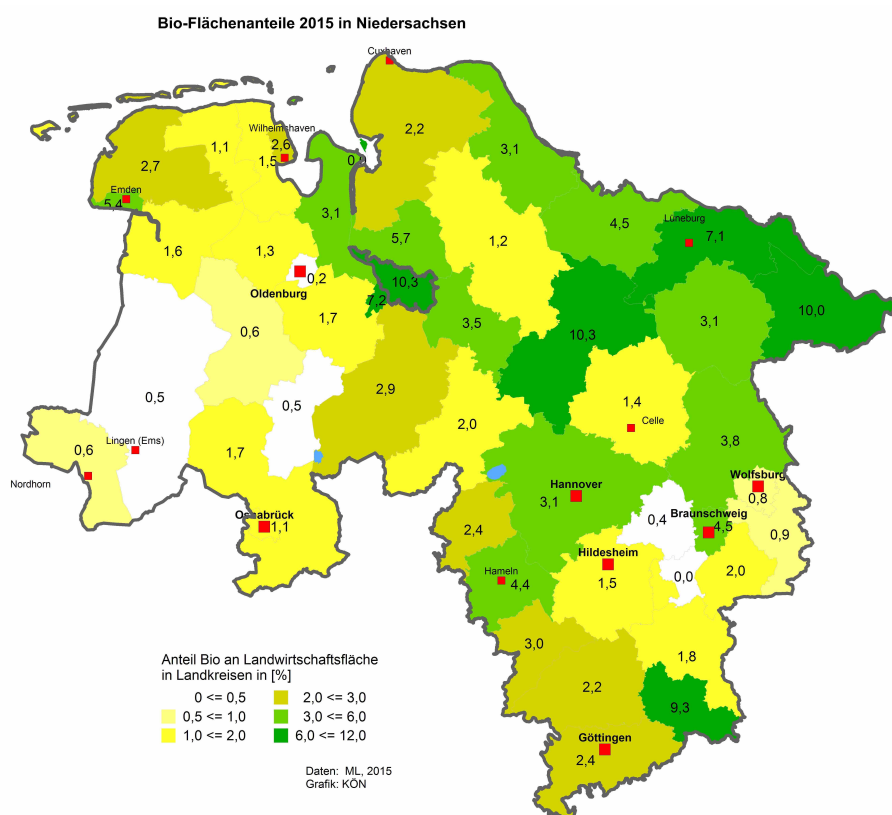 Bio-Flächenanteile 2015 in Niedersachsen
Cuxhaven
2,2
Wilhelmshaven
1,1
2,6
1,5
0,9
3,1
2,7
Emden
5,4
3,1
4,5
Lüneburg
7,1
5,7
1,2
1,6
1,3
0,2
Oldenburg
10,3
7,2
1,7
3,5
10,3
3,1
10,0
0,6
0,5
2,9
0,5
2,0
1,4
Celle
3,8
0,6
Lingen (Ems)
1,7
Nordhorn
Hannover
3,1
Wolfsburg
0,8
Osnabrück
1,1
2,4
0,4
Braunschweig
4,5
0,9
Hildesheim
1,5
0,0
2,0
Hameln
4,4
3,0
1,8
2,2
9,3
Göttingen
2,4
Anteil Bio an Landwirtschaftsfläche
in Landkreisen in [%]
0 <= 0,5 2,0 <= 3,0
0,5 <= 1,0 3,0 <= 6,0
1,0 <= 2,0 6,0 <= 12,0
Daten: ML, 2015
Grafik: KÖN